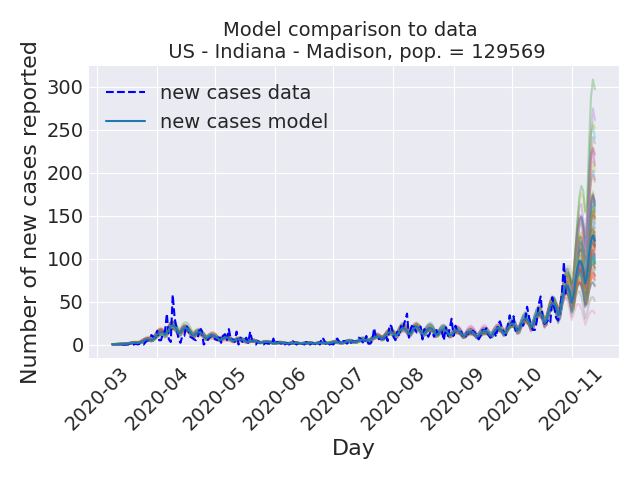 Model comparison to data
US - Indiana - Madison, pop. = 129569
Number of new cases reported
300
250
200
150
100
50
0
new cases data
new cases model
2020-03
2020-04
2020-05
2020-06
2020-07
2020-08
2020-09
2020-10
2020-11
Day